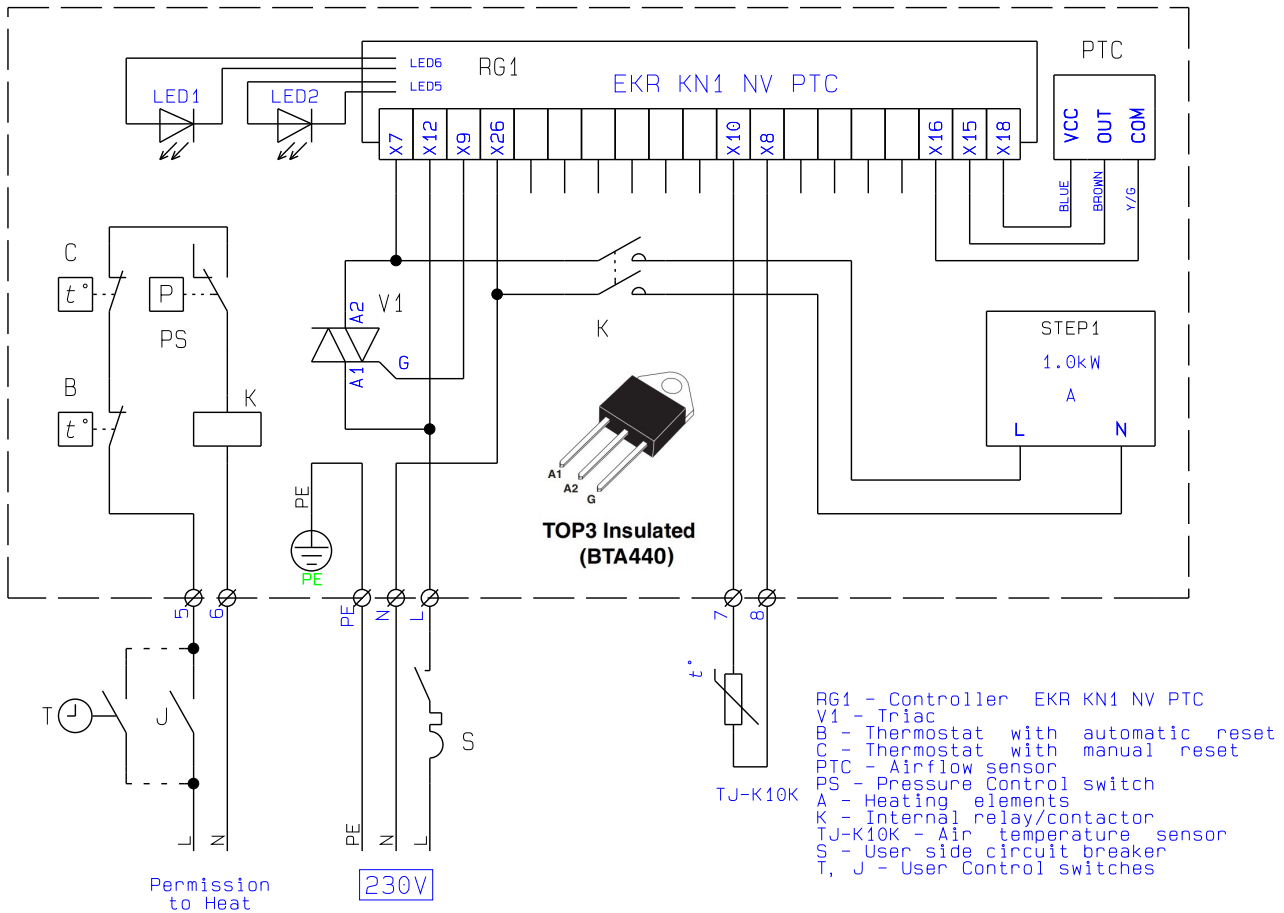 LED6
RG1
PTC
LED5
EKR KN1 NV PTC
LED1
LED2
X7
X12
X9
X26
X10
X8
X16
X15
X18
VCC
OUT
COM
BLUE
BROWN
Y/G
C
t°
P
PS
A2
V1
A1
G
K
STEP1
1.0kW
A
L
N
B
t°
K
A1
A2
G
TOP3 Insulated
(BTA440)
PE
PE
5
6
PE
N
L
7
8
T
J
S
t°
TJ-K10K
L
N
PE
N
L
Permission
to Heat
230V
RG1 - Controller EKR KN1 NV PTC
V1 - Triac
B - Thermostat with automatic reset
C - Thermostat with manual reset
PTC - Airflow sensor
PS - Pressure Control switch
A - Heating elements
K - Internal relay/contactor
TJ-K10K - Air temperature sensor
S - User side circuit breaker
T, J - User Control switches